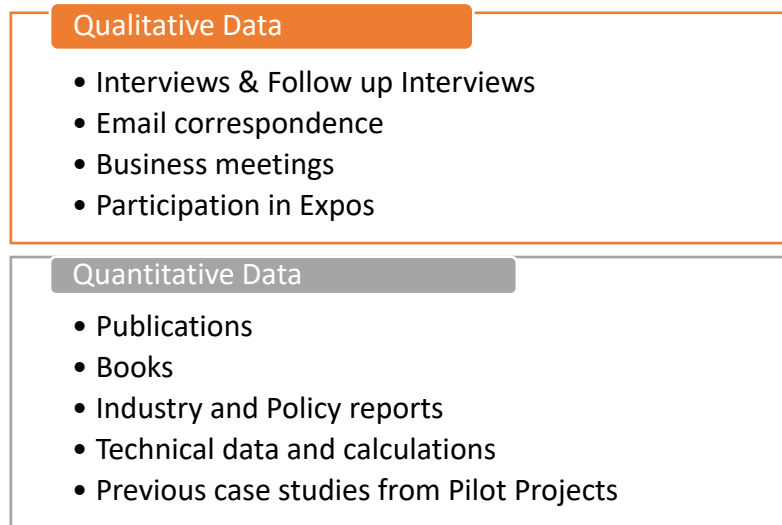 Qualitative Data
• Interviews & Follow up Interviews
• Email correspondence
• Business meetings
• Participation in Expos
Quantitative Data
• Publications
• Books
• Industry and Policy reports
• Technical data and calculations
• Previous case studies from Pilot Projects